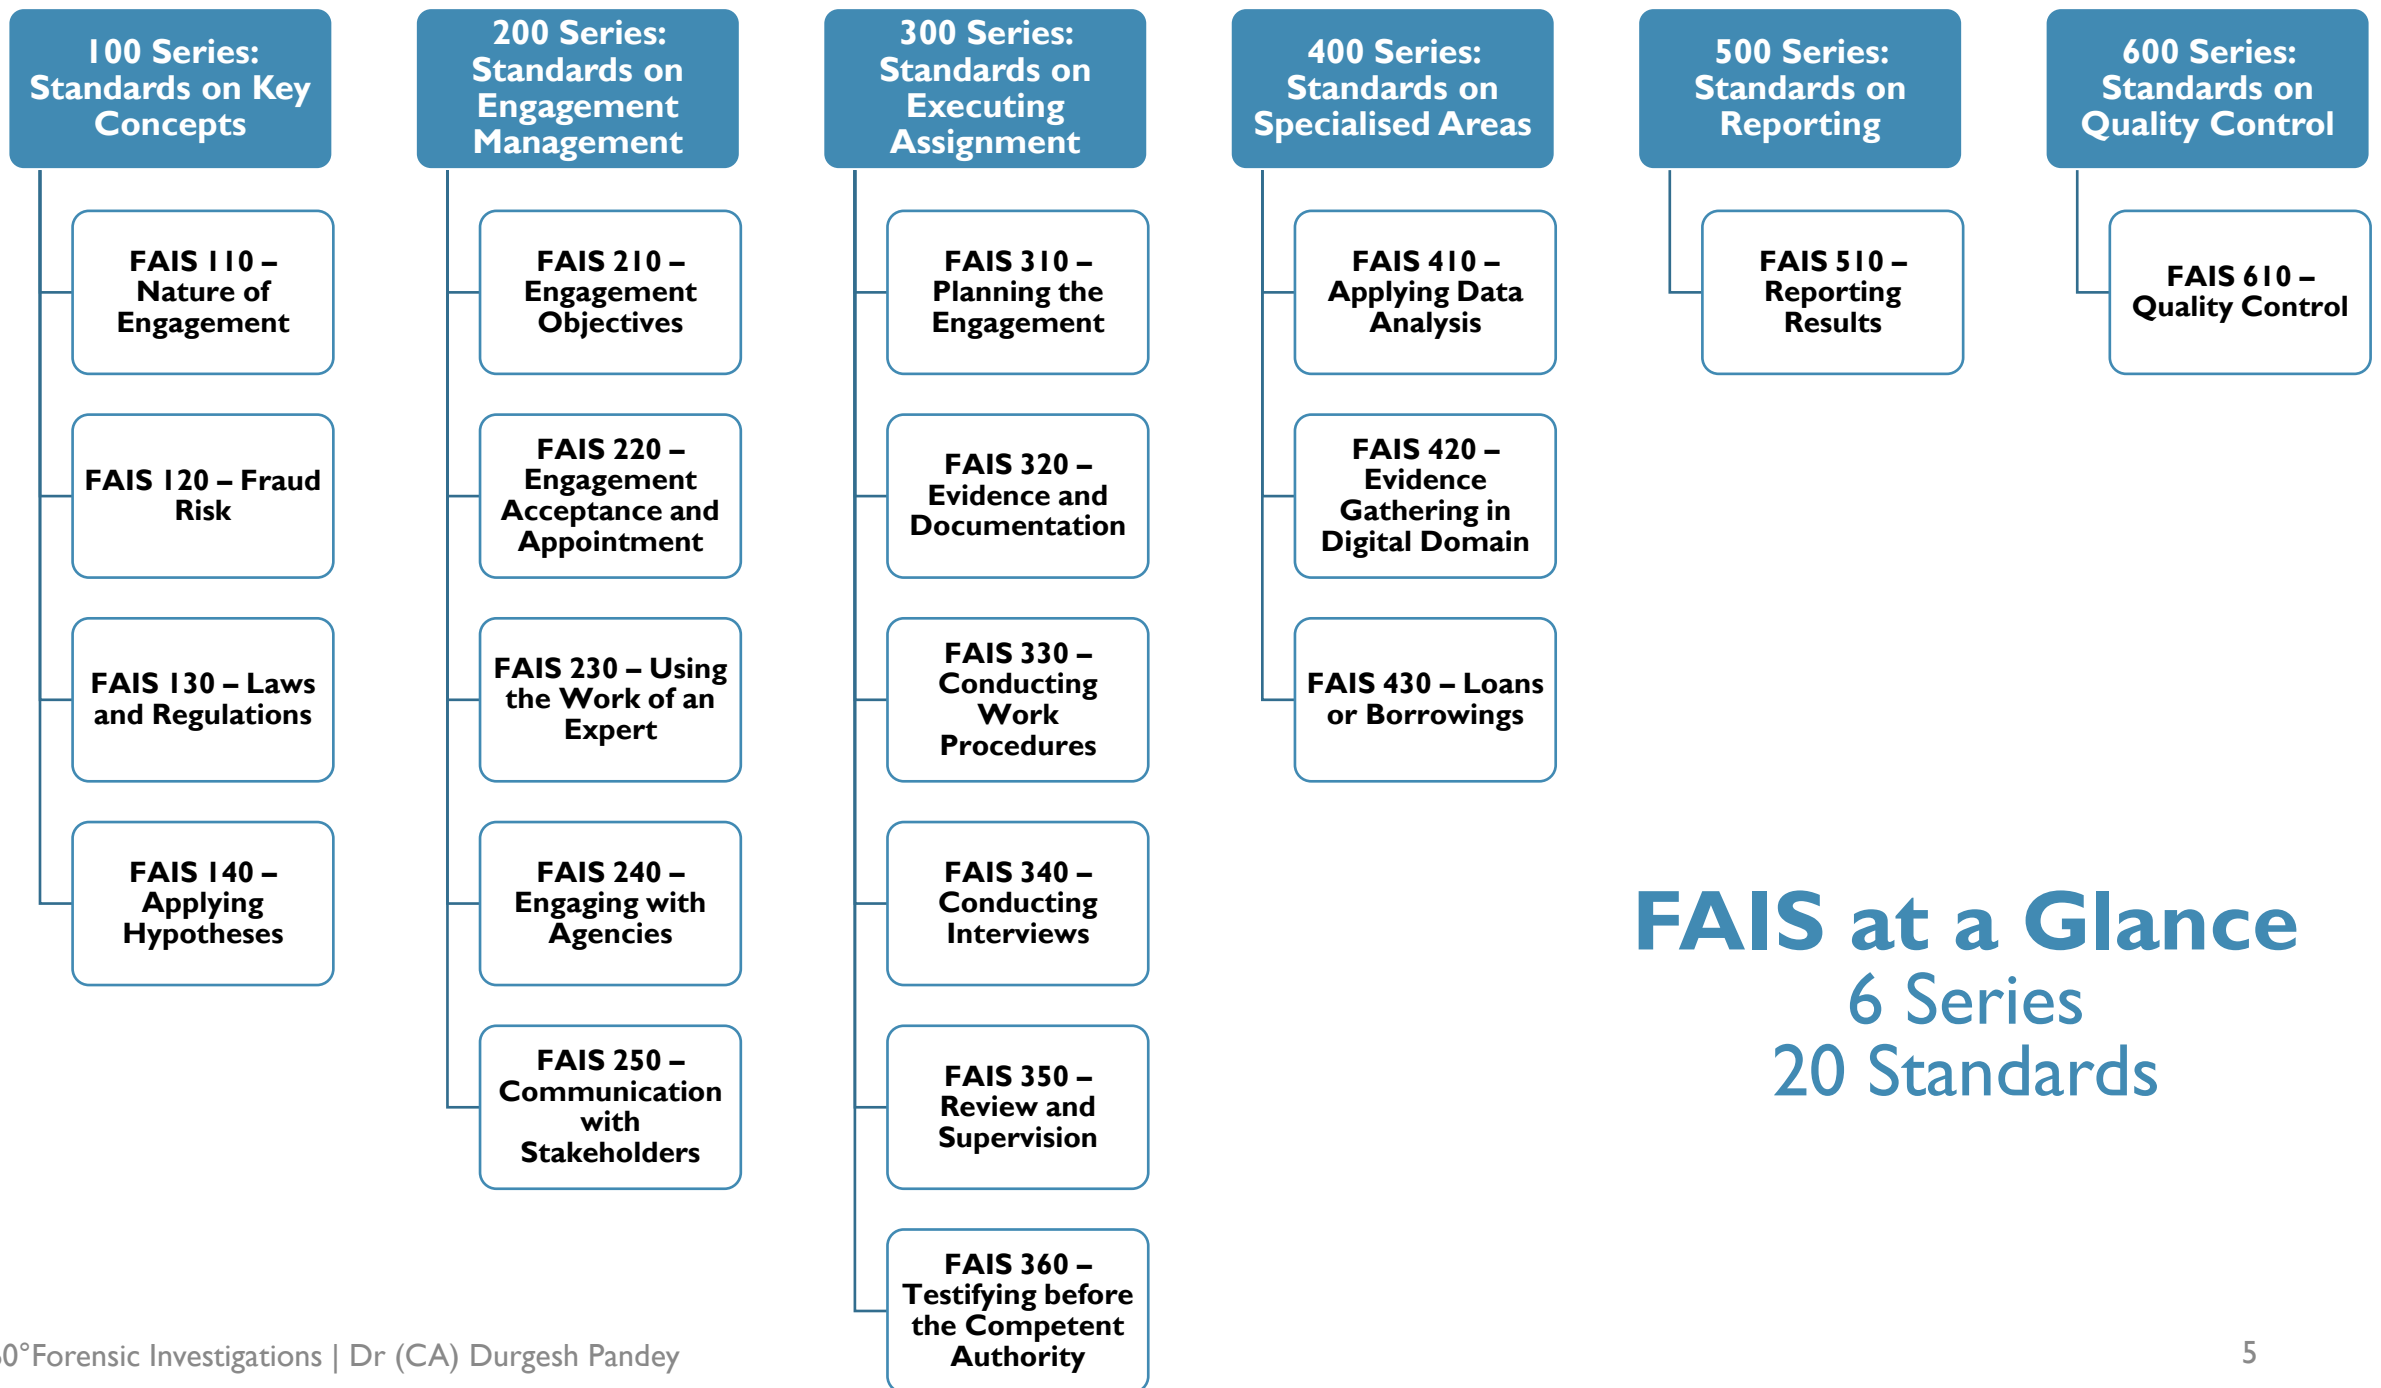 100 Series:
Standards on Key
Concepts
FAIS 110 –
Nature of
Engagement
FAIS 120 – Fraud
Risk
FAIS 130 – Laws
and Regulations
FAIS 140 –
Applying
Hypotheses
200 Series:
Standards on
Engagement
Management
FAIS 210 –
Engagement
Objectives
FAIS 220 –
Engagement
Acceptance and
Appointment
FAIS 230 – Using
the Work of an
Expert
FAIS 240 –
Engaging with
Agencies
FAIS 250 –
Communication
with
Stakeholders
300 Series:
Standards on
Executing
Assignment
FAIS 310 –
Planning the
Engagement
FAIS 320 –
Evidence and
Documentation
FAIS 330 –
Conducting
Work
Procedures
FAIS 340 –
Conducting
Interviews
FAIS 350 –
Review and
Supervision
FAIS 360 –
Testifying before
the Competent
Authority
400 Series:
Standards on
Specialised Areas
FAIS 410 –
Applying Data
Analysis
FAIS 420 –
Evidence
Gathering in
Digital Domain
FAIS 430 – Loans
or Borrowings
500 Series:
Standards on
Reporting
FAIS 510 –
Reporting
Results
600 Series:
Standards on
Quality Control
FAIS 610 –
Quality Control
FAIS at a Glance
6 Series
20 Standards
0°Forensic Investigations | Dr (CA) Durgesh Pandey
5